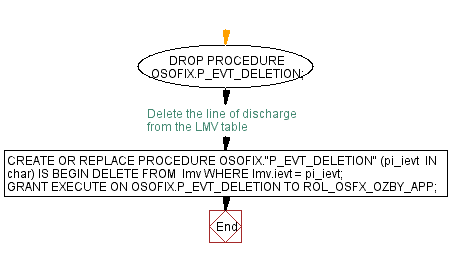 DROP PROCEDURE
OSOFIX.P_EVT_DELETION;
Delete the line of discharge
from the LMV table
CREATE OR REPLACE PROCEDURE OSOFIX."P_EVT_DELETION" (pi_ievt IN
char) IS BEGIN DELETE FROM lmv WHERE lmv.ievt = pi_ievt;
GRANT EXECUTE ON OSOFIX.P_EVT_DELETION TO ROL_OSFX_OZBY_APP;
End